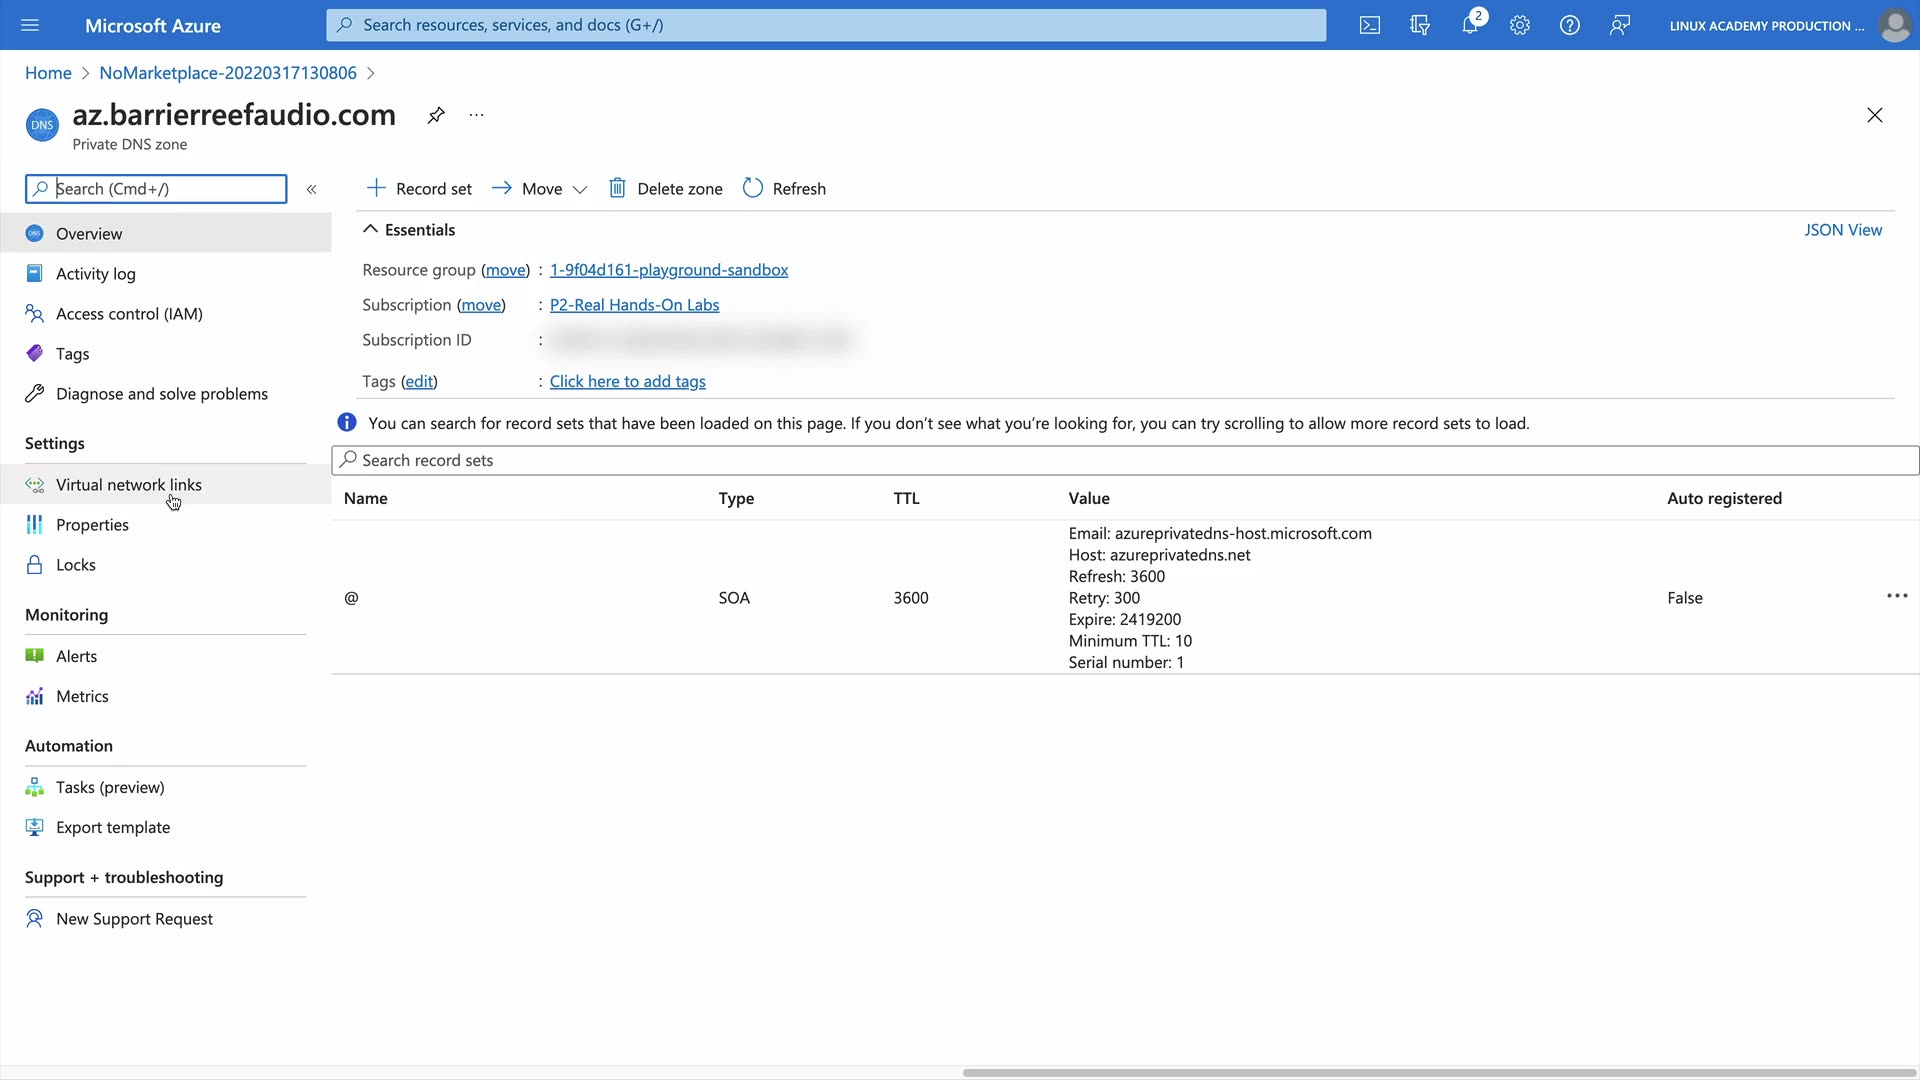 Microsoft Azure
Search resources, services, and docs (G+/)
2
LINUX ACADEMY PRODUCTION ...
Home > NoMarketplace-20220317130806 >
DNS
az.barrierreefaudio.com
...
Private DNS zone
Search (Cmd+/)
«
+ Record set
Move
Delete zone
Refresh
Overview
Activity log
Access control (IAM)
Tags
Diagnose and solve problems
Settings
Virtual network links
Properties
Locks
Monitoring
Alerts
Metrics
Automation
Tasks (preview)
Export template
Support + troubleshooting
New Support Request
Essentials
JSON View
Resource group (move) : 1-9f04d161-playground-sandbox
Subscription (move) : P2-Real Hands-On Labs
Subscription ID :
Tags (edit) : Click here to add tags
You can search for record sets that have been loaded on this page. If you don't see what you're looking for, you can try scrolling to allow more record sets to load.
Search record sets
Name Type TTL Value Auto registered
Email: azureprivatedns-host.microsoft.com
Host: azureprivatedns.net
Refresh: 3600
@ SOA 3600 Retry: 300 False ...
Expire: 2419200
Minimum TTL: 10
Serial number: 1